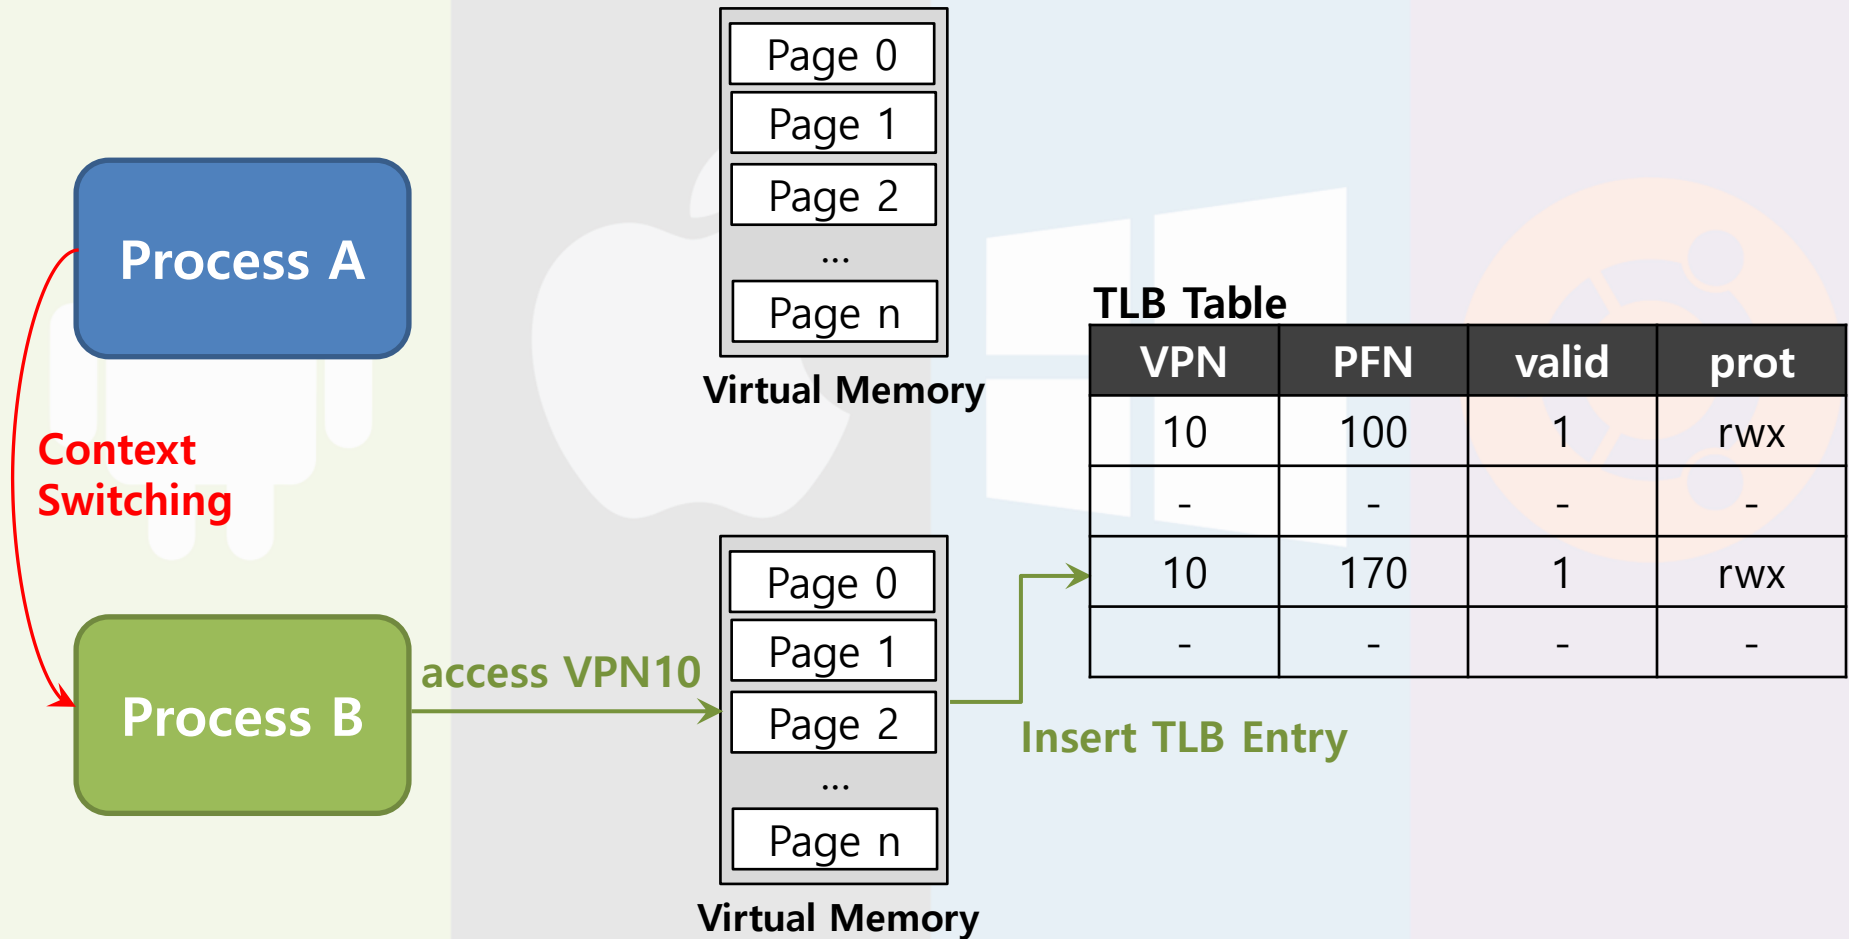 Page 0
Page 1
Page 2
...
Page n
Virtual Memory
Process A
Context
Switching
Process B
access VPN10
Page 0
Page 1
Page 2
...
Page n
Virtual Memory
Insert TLB Entry
TLB Table
VPN PFN valid prot
10 100 1 rwx
- - - -
10 170 1 rwx
- - - -